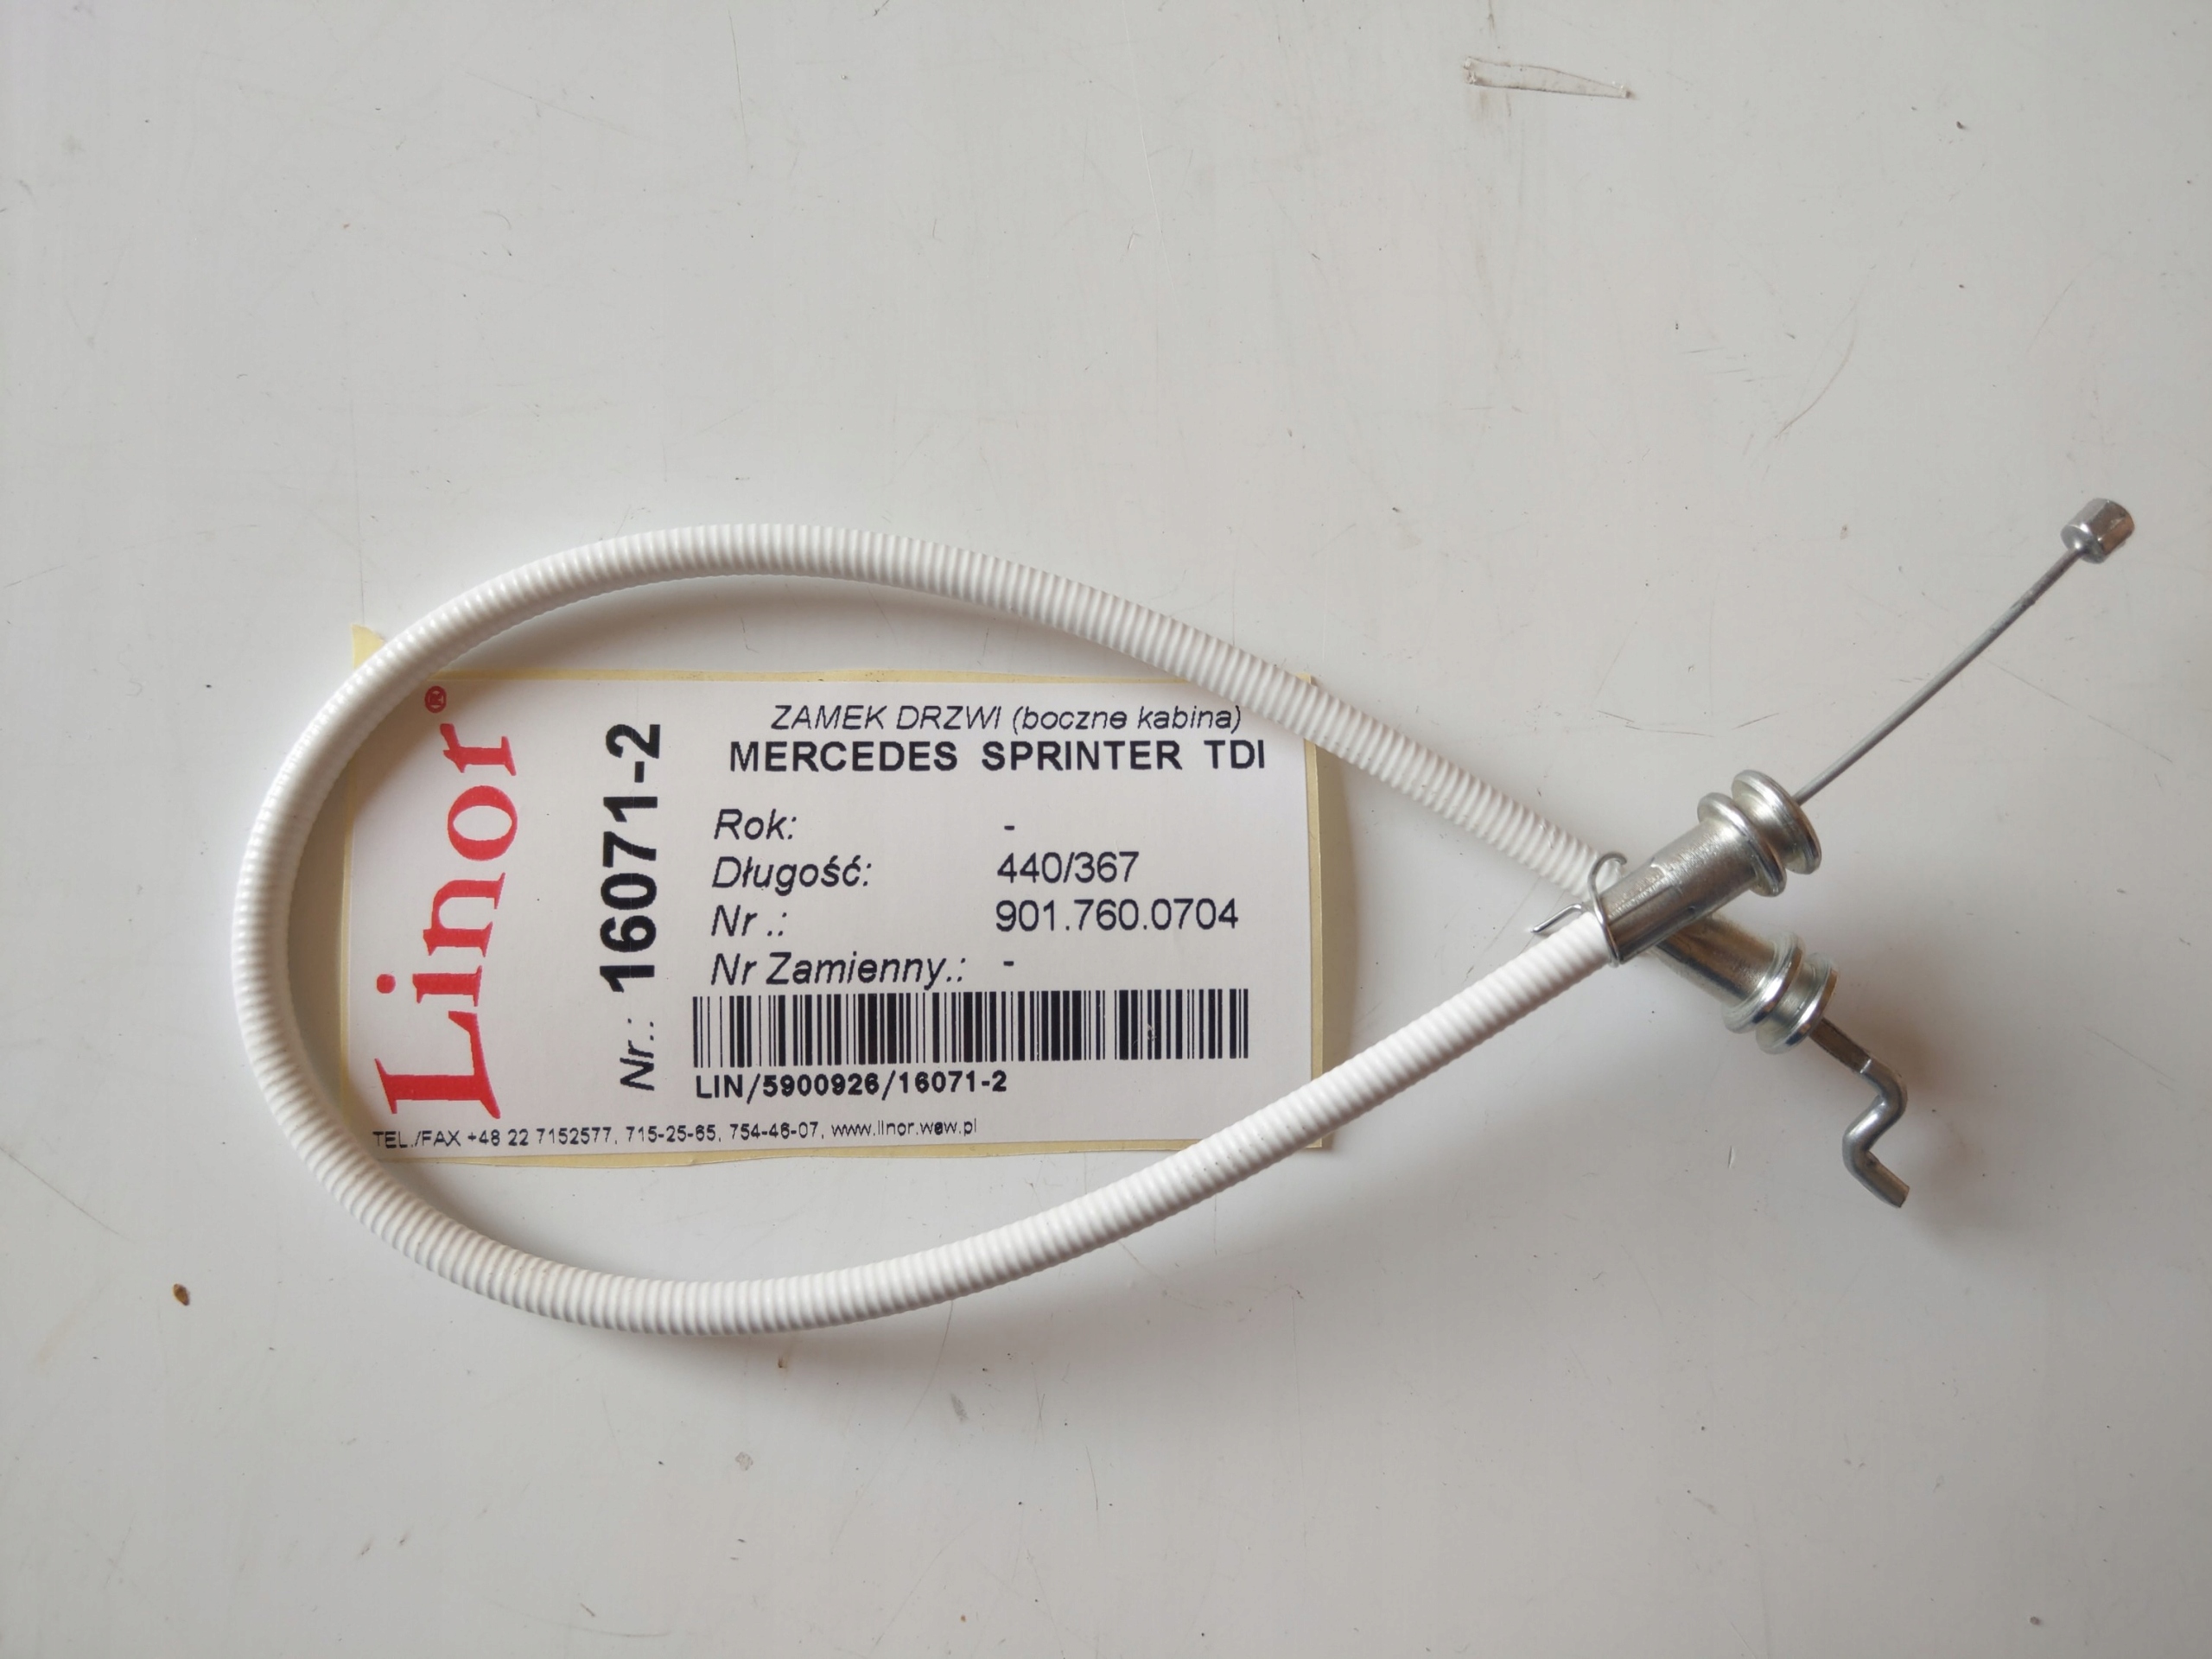 Linor®
Nr.: 16071-2
ZAMEK DRZWI (boczne kabina)
MERCEDES SPRINTER TDI
Rok: -
Długość: 440/367
Nr .: 901.760.0704
Nr Zamienny.: -
LIN/5900926/16071-2
TEL./FAX +48 22 7152577, 715-25-65, 754-46-07, www.linor.waw.pl